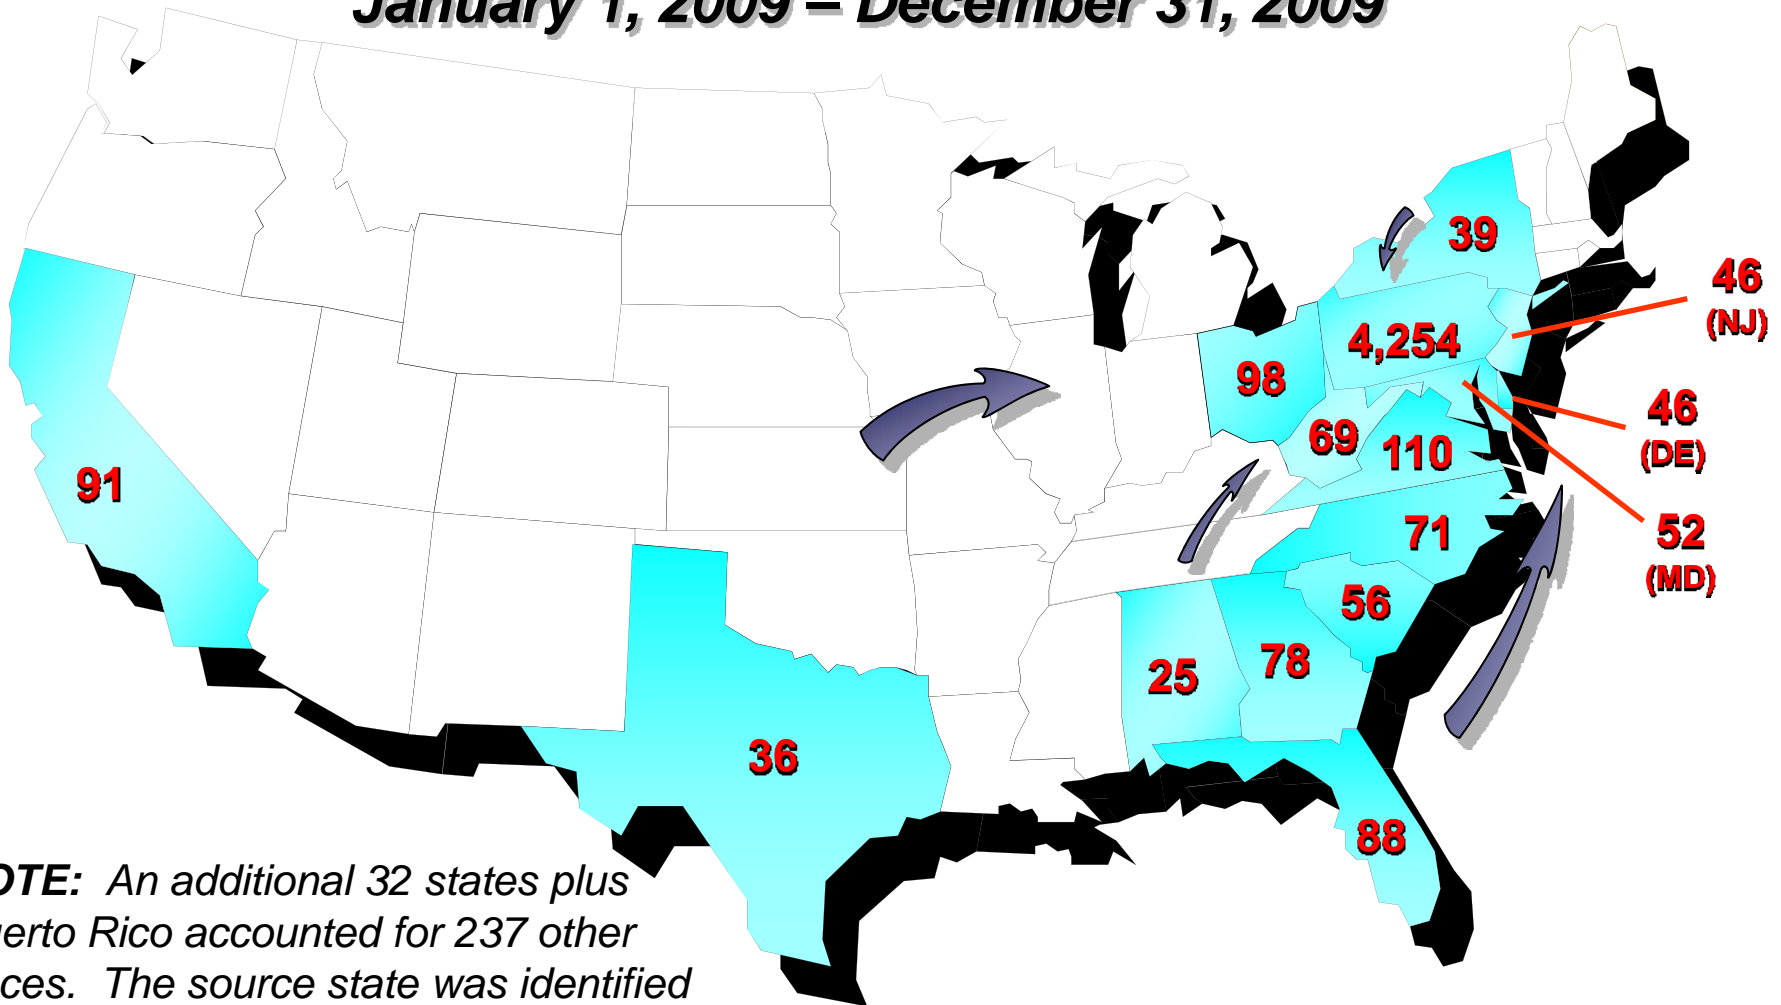 January 1, 2009 – December 31, 2009
39
46
(NJ)
4,254
98
46
(DE)
69
110
91
71
52
(MD)
56
78
25
36
88
OTE: An additional 32 states plus
erto Rico accounted for 237 other
ces. The source state was identified